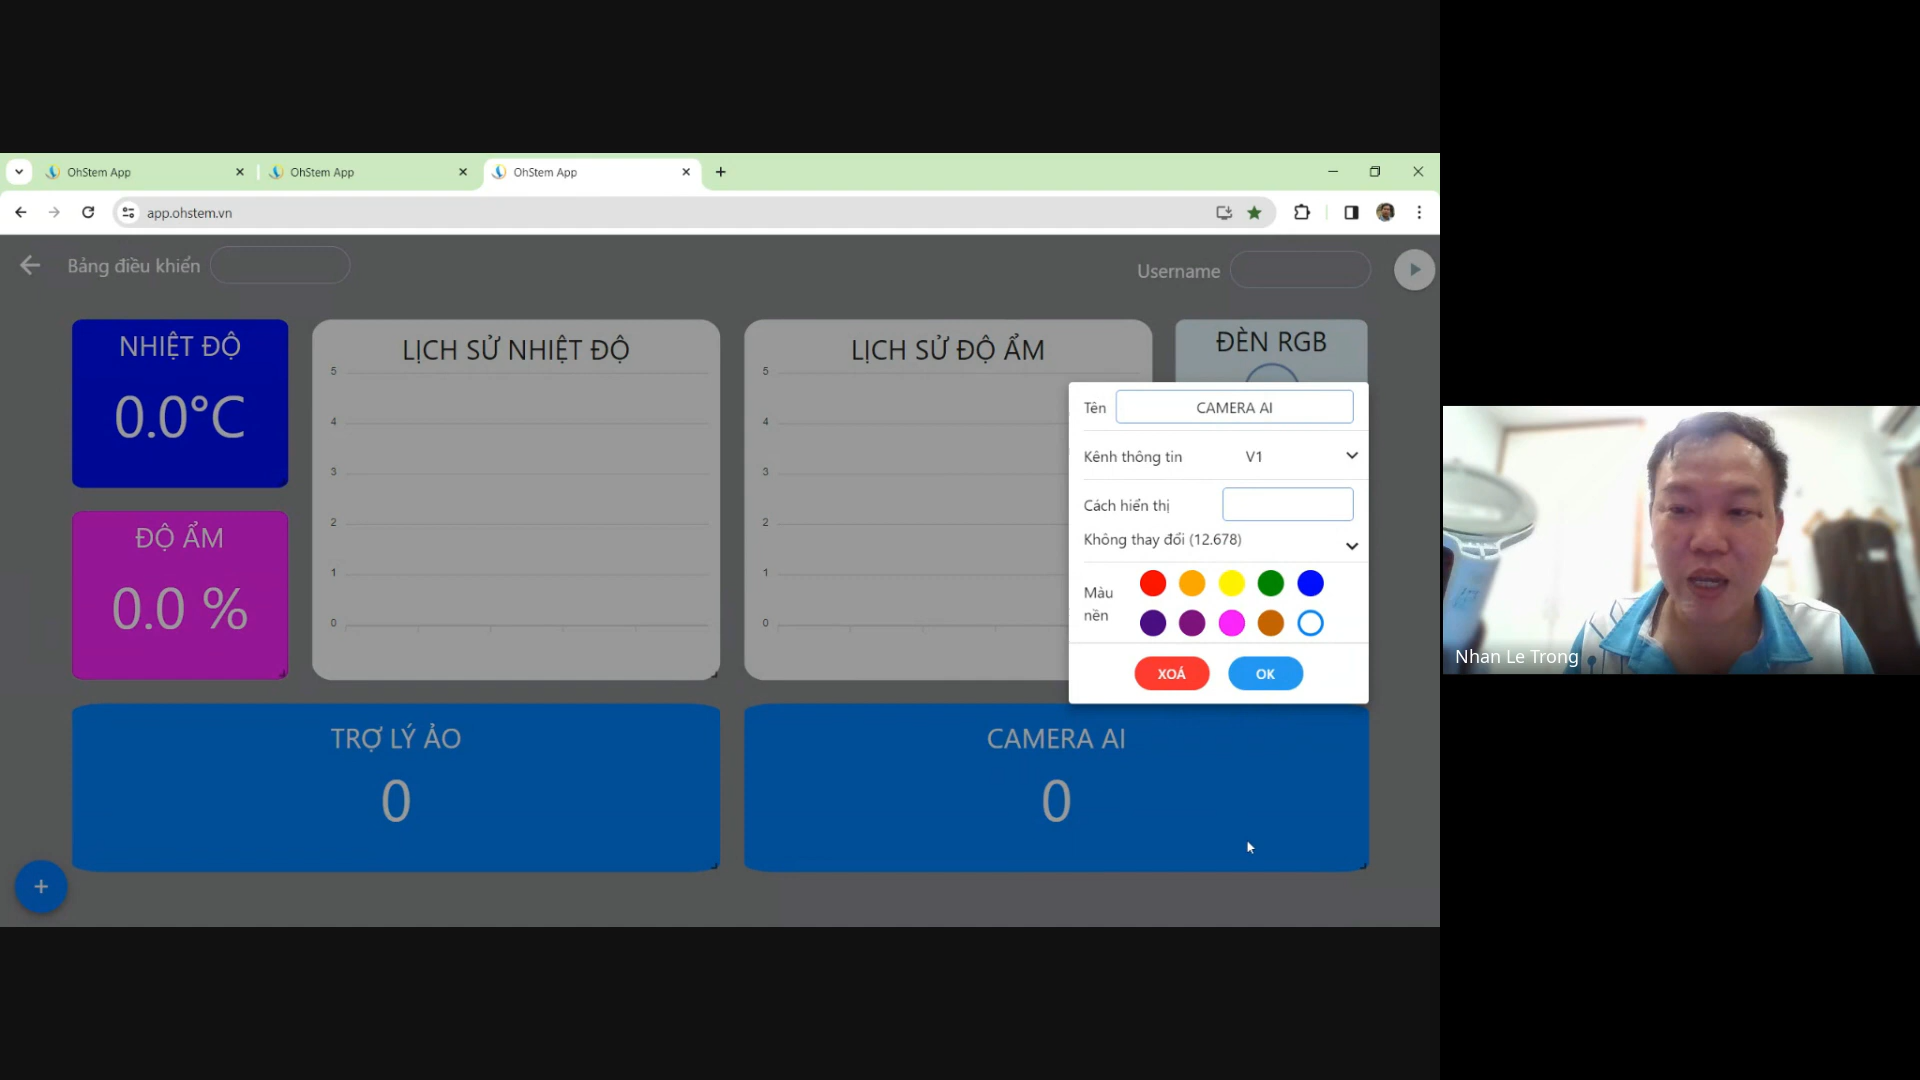 OhStem App
OhStem App
OhStem App
app.ohstem.vn
Bảng điều khiển
Username
NHIỆT ĐỘ
0.0°C
LỊCH SỬ NHIỆT ĐỘ
5
4
3
2
1
0
LỊCH SỬ ĐỘ ẨM
5
4
3
2
1
0
ĐÈN RGB
ĐỘ ẨM
0.0 %
Tên
CAMERA AI
Kênh thông tin
V1
Cách hiển thị
Không thay đổi (12.678)
Màu
nền
XOÁ
OK
TRỢ LÝ ẢO
0
CAMERA AI
0
+
Nhan Le Trong